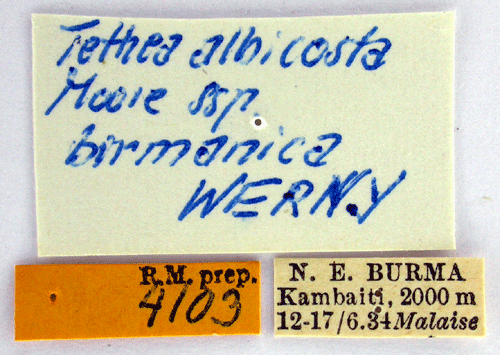 Tethea albicosta
Moore ssp.
birmanica
WERNY
R.M. prep.
4103
N. E. BURMA
Kambaiti, 2000 m
12-17/6.34 Malaise